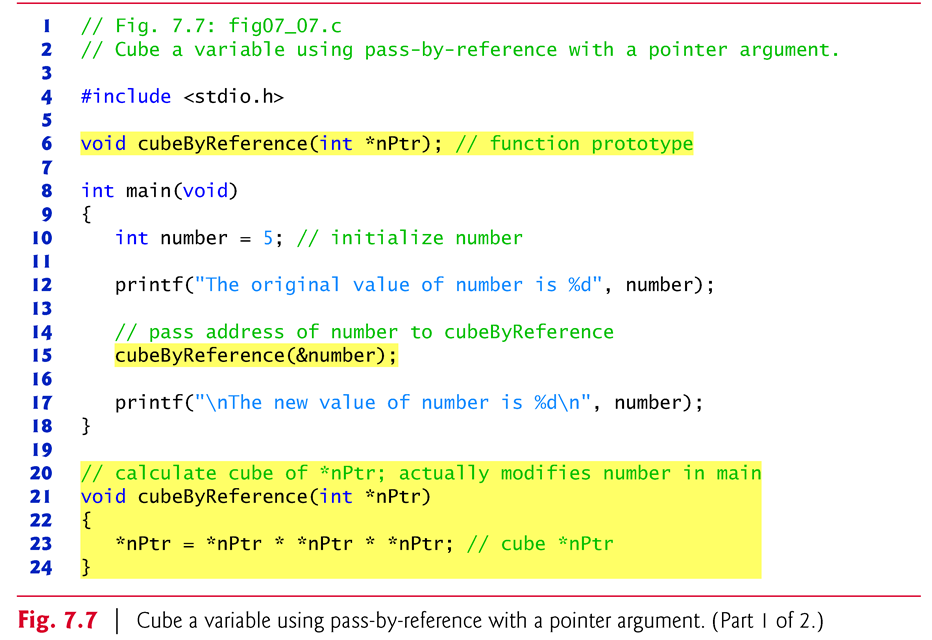 1 // Fig. 7.7: fig07_07.c
2 // Cube a variable using pass-by-reference with a pointer argument.
3
4 #include <stdio.h>
5
6 void cubeByReference(int *nPtr); // function prototype
7
8 int main(void)
9 {
10    int number = 5; // initialize number
11
12    printf("The original value of number is %d", number);
13
14    // pass address of number to cubeByReference
15    cubeByReference(&number);
16
17    printf("\nThe new value of number is %d\n", number);
18 }
19
20 // calculate cube of *nPtr; actually modifies number in main
21 void cubeByReference(int *nPtr)
22 {
23    *nPtr = *nPtr * *nPtr * *nPtr; // cube *nPtr
24 }
Fig. 7.7 | Cube a variable using pass-by-reference with a pointer argument. (Part 1 of 2.)